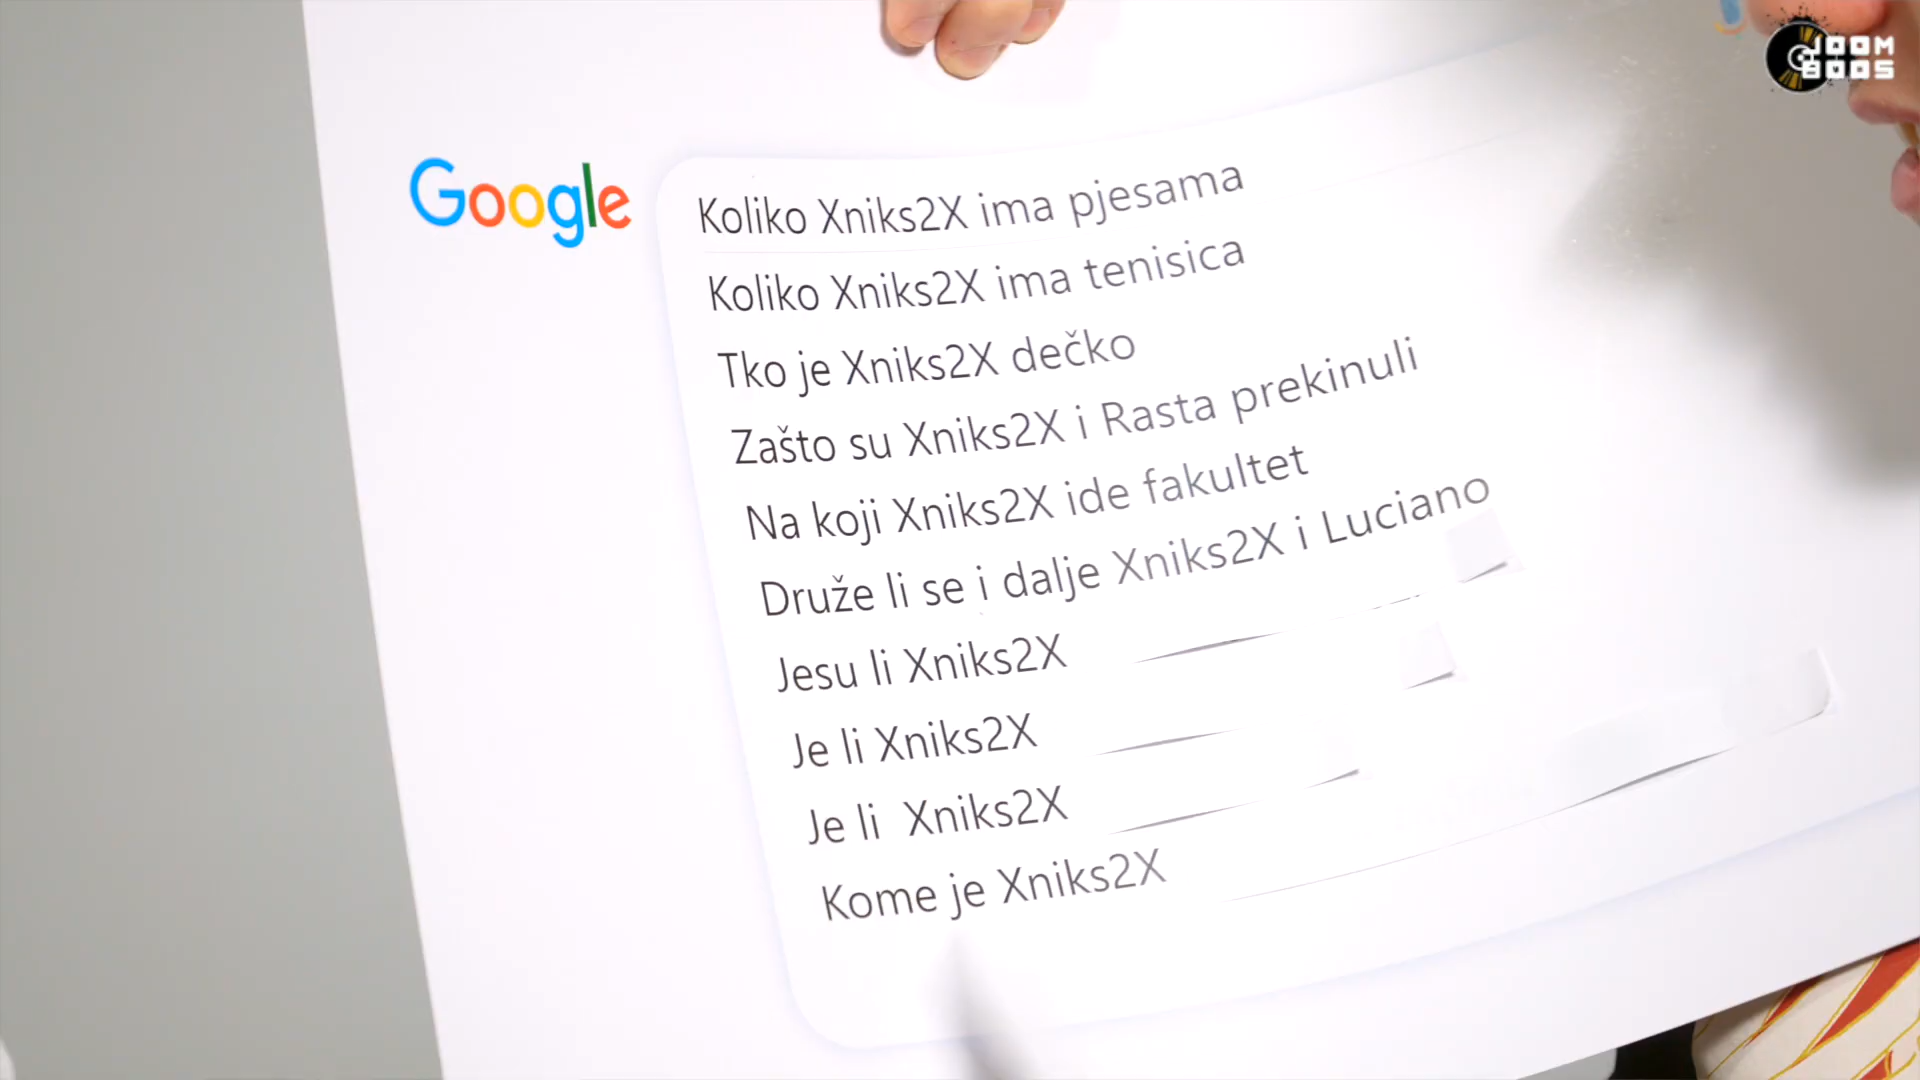 Google
Koliko Xniks2X ima pjesama
Koliko Xniks2X ima tenisica
Tko je Xniks2X dečko
Zašto su Xniks2X i Rasta prekinuli
Na koji Xniks2X ide fakultet
Druže li se i dalje Xniks2X i Luciano
Jesu li Xniks2X
Je li Xniks2X
Je li Xniks2X
Kome je Xniks2X
JOOM
BOOS